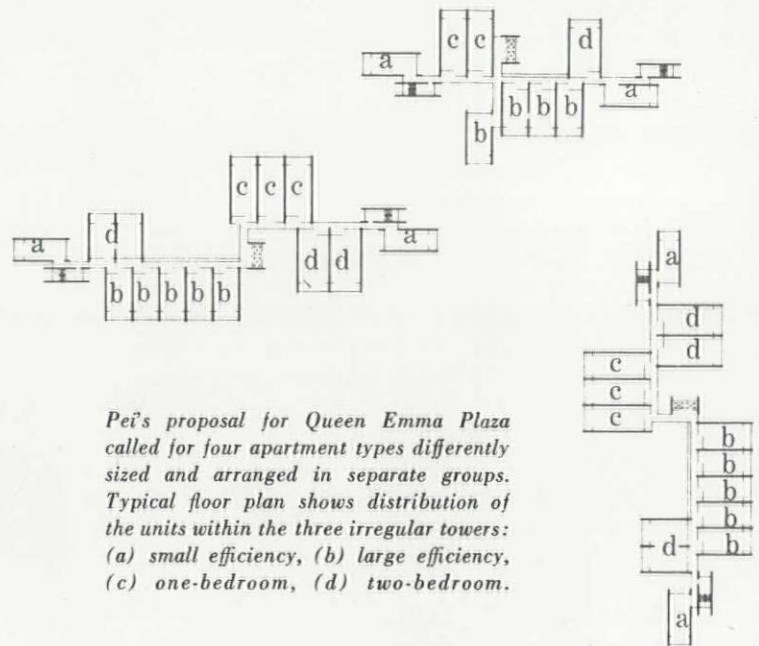 c c
d
a
a
b b b
b
c c c
a
d
a
d d
b b b b b
a
d
d
c
c
c
b
b
b
b
b
d
a
Pei's proposal for Queen Emma Plaza
called for four apartment types differently
sized and arranged in separate groups.
Typical floor plan shows distribution of
the units within the three irregular towers:
(a) small efficiency, (b) large efficiency,
(c) one-bedroom, (d) two-bedroom.